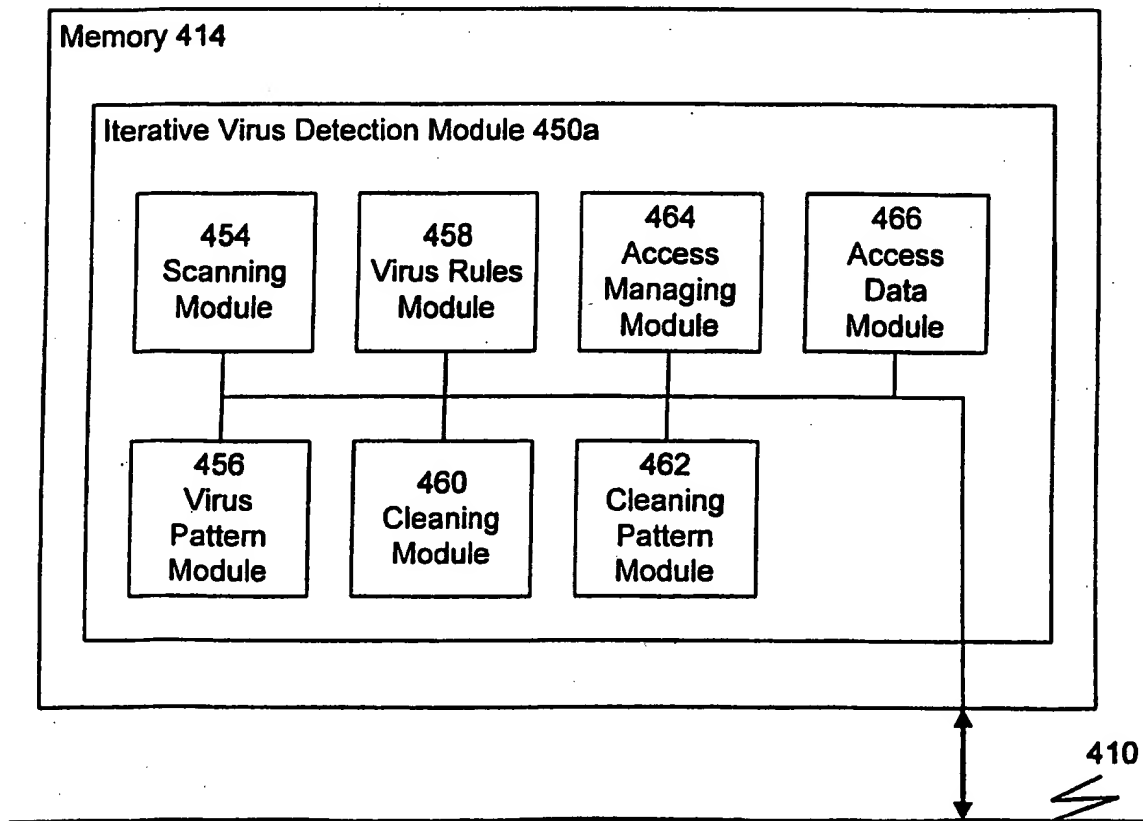 Memory 414
Iterative Virus Detection Module 450a
454
Scanning
Module
458
Virus Rules
Module
464
Access
Managing
Module
466
Access
Data
Module
456
Virus
Pattern
Module
460
Cleaning
Module
462
Cleaning
Pattern
Module
410